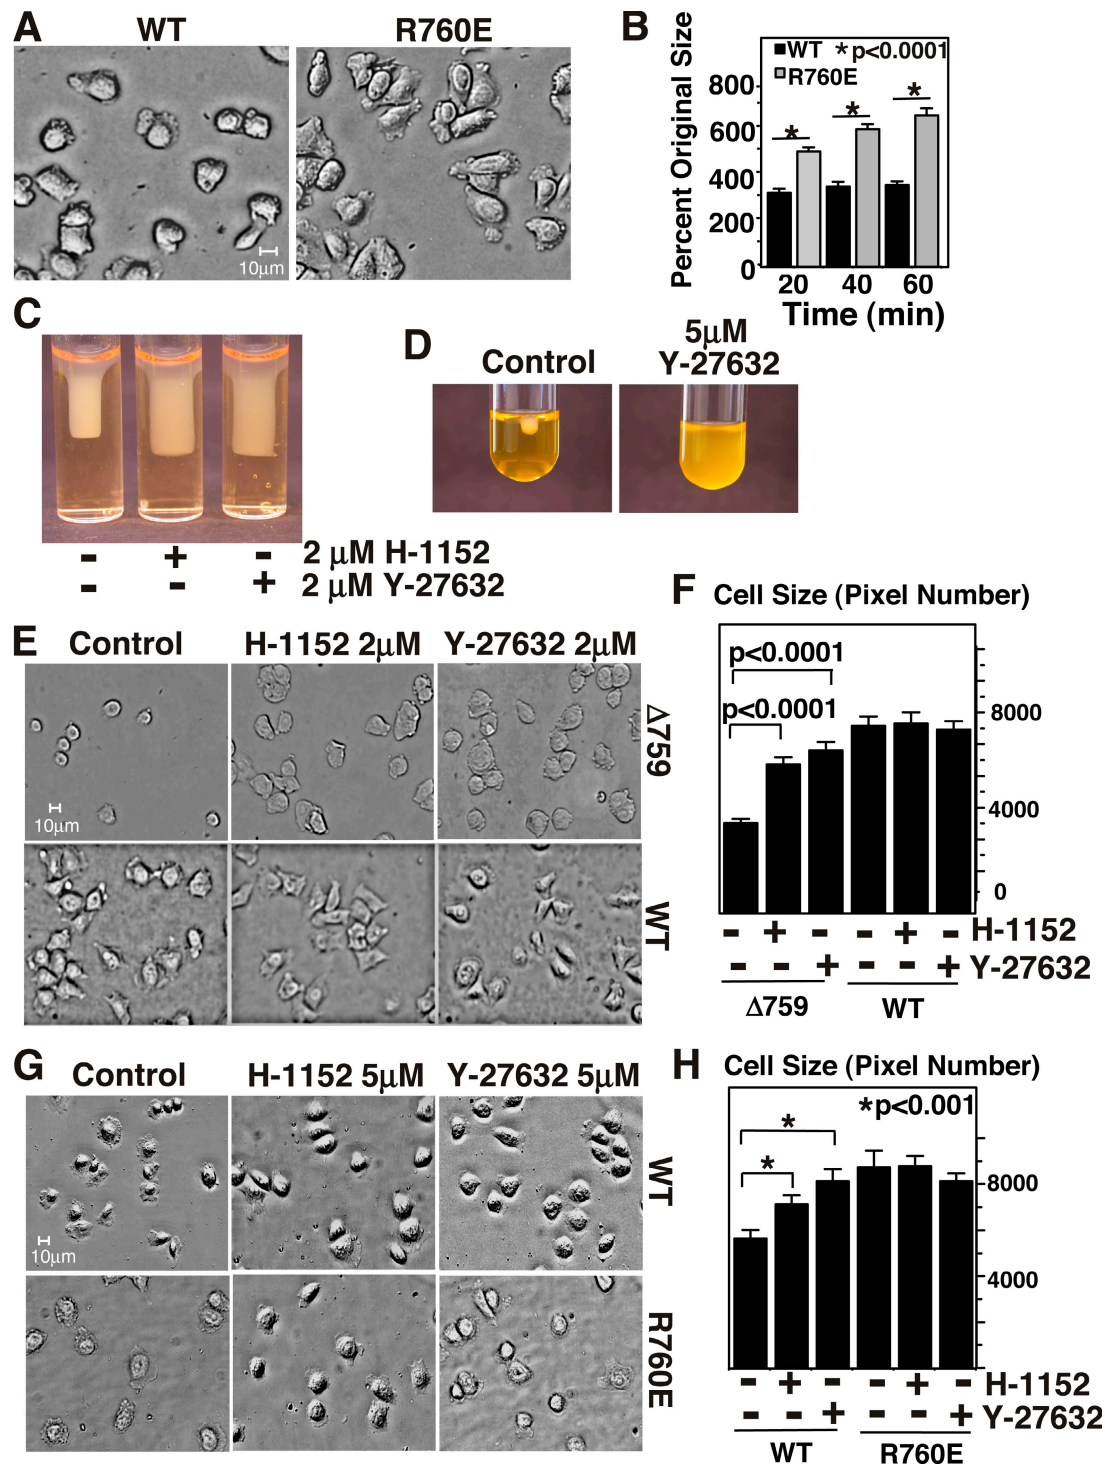 A
WT
R760E
10µm
B
Percent Original Size
WT *p<0.0001
R760E
800
600
400
200
0
* * *
20 40 60
Time (min)
C
- + - 2 µM H-1152
- - + 2 µM Y-27632
D
Control
5µM
Y-27632
E
Control H-1152 2µM Y-27632 2µM
Δ759
10µm
WT
F Cell Size (Pixel Number)
p<0.0001
p<0.0001
8000
4000
0
- + - - + - H-1152
- - + - - + Y-27632
Δ759 WT
G
Control H-1152 5µM Y-27632 5µM
WT
10µm
R760E
H Cell Size (Pixel Number)
*p<0.001
*
*
8000
4000
- + - - + - H-1152
- - + - - + Y-27632
WT R760E